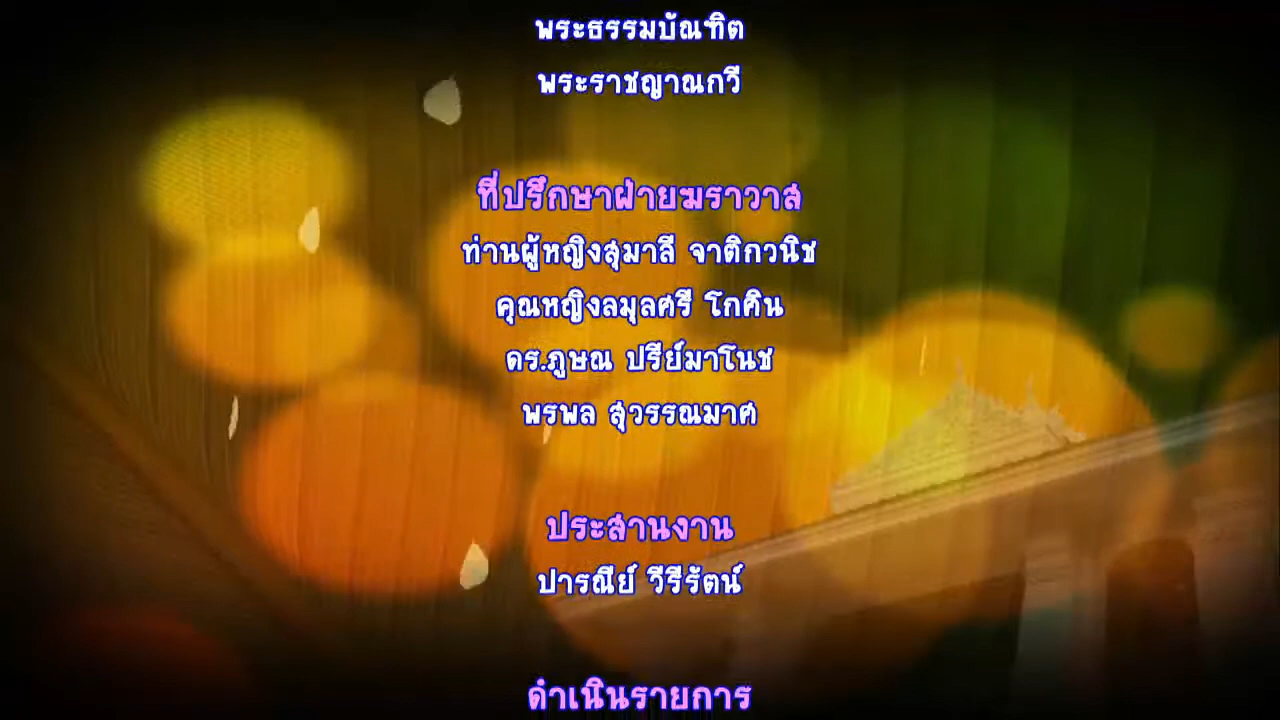 พระธรรมบัณฑิต
พระราชญาณกวี
ที่ปรึกษาฝ่ายฆราวาส
ท่านผู้หญิงสุมาลี จาติกวนิช
คุณหญิงลมุลศรี โกศิน
ดร.ภูษณ ปรีย์มาโนช
พรพล สุวรรณมาศ
ประสานงาน
ปารณีย์ วีรีรัตน์
ดำเนินรายการ